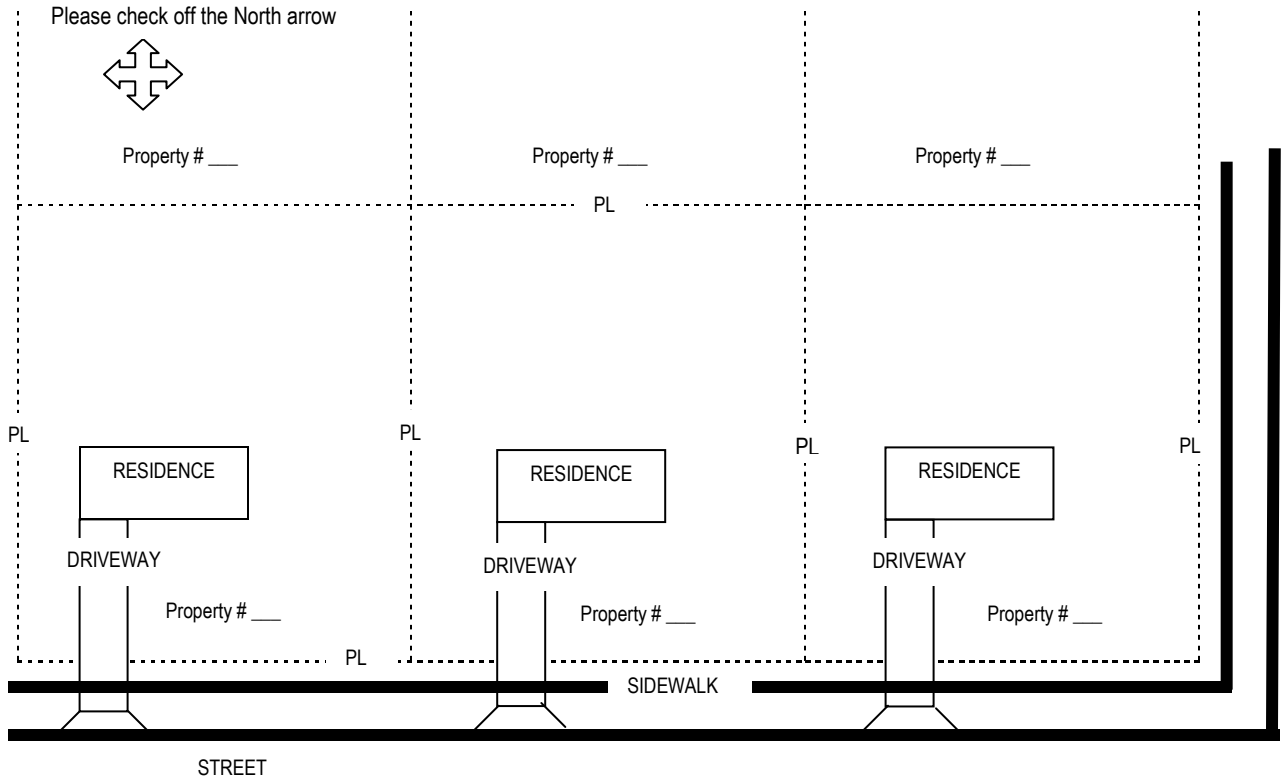 Please check off the North arrow
Property # ___
Property # ___
Property # ___
PL
PL
PL
PL
PL
RESIDENCE
RESIDENCE
RESIDENCE
DRIVEWAY
DRIVEWAY
DRIVEWAY
Property # ___
Property # ___
Property # ___
PL
SIDEWALK
STREET